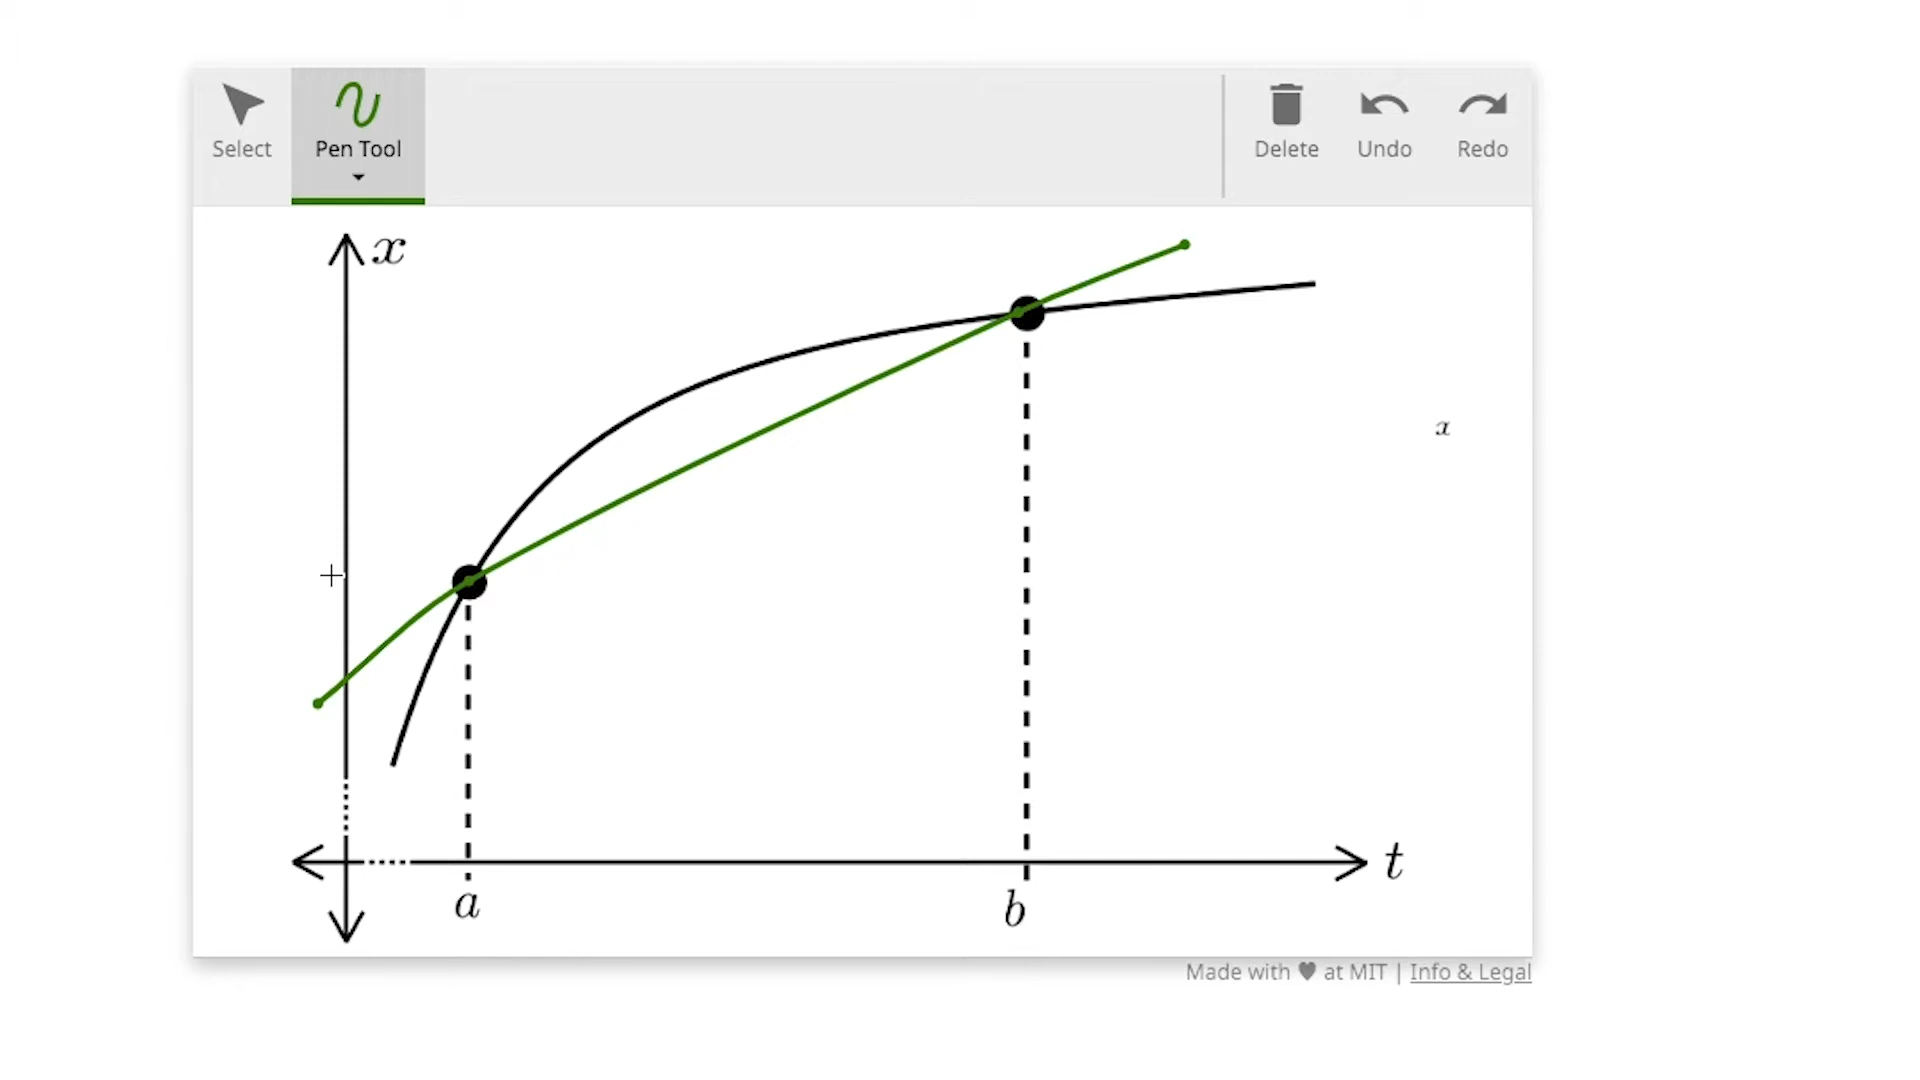 Select
Pen Tool
Delete
Undo
Redo
x
x
t
a
b
Made with ♥ at MIT | Info & Legal